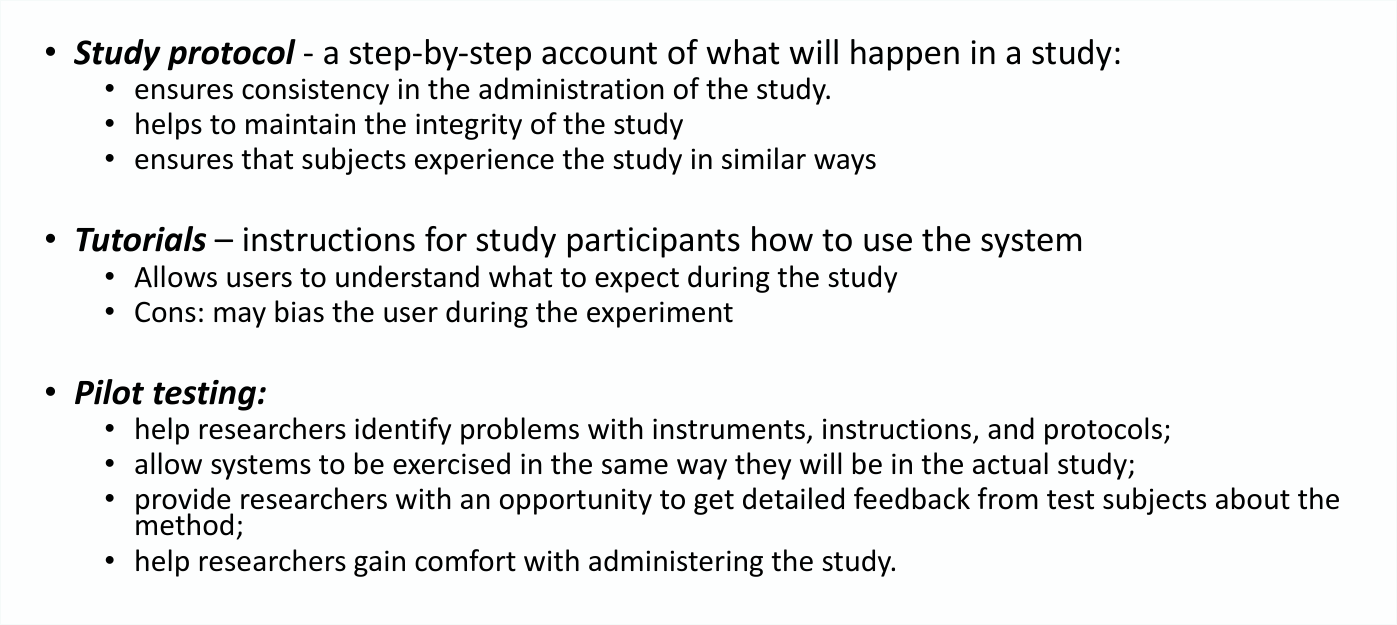 • Study protocol - a step-by-step account of what will happen in a study:
• ensures consistency in the administration of the study.
• helps to maintain the integrity of the study
• ensures that subjects experience the study in similar ways
• Tutorials – instructions for study participants how to use the system
• Allows users to understand what to expect during the study
• Cons: may bias the user during the experiment
• Pilot testing:
• help researchers identify problems with instruments, instructions, and protocols;
• allow systems to be exercised in the same way they will be in the actual study;
• provide researchers with an opportunity to get detailed feedback from test subjects about the
method;
• help researchers gain comfort with administering the study.